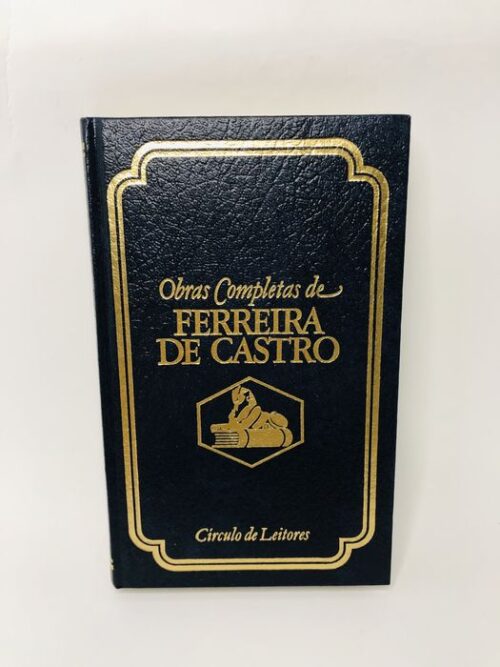 Obras Completas de
FERREIRA
DE CASTRO
Círculo de Leitores